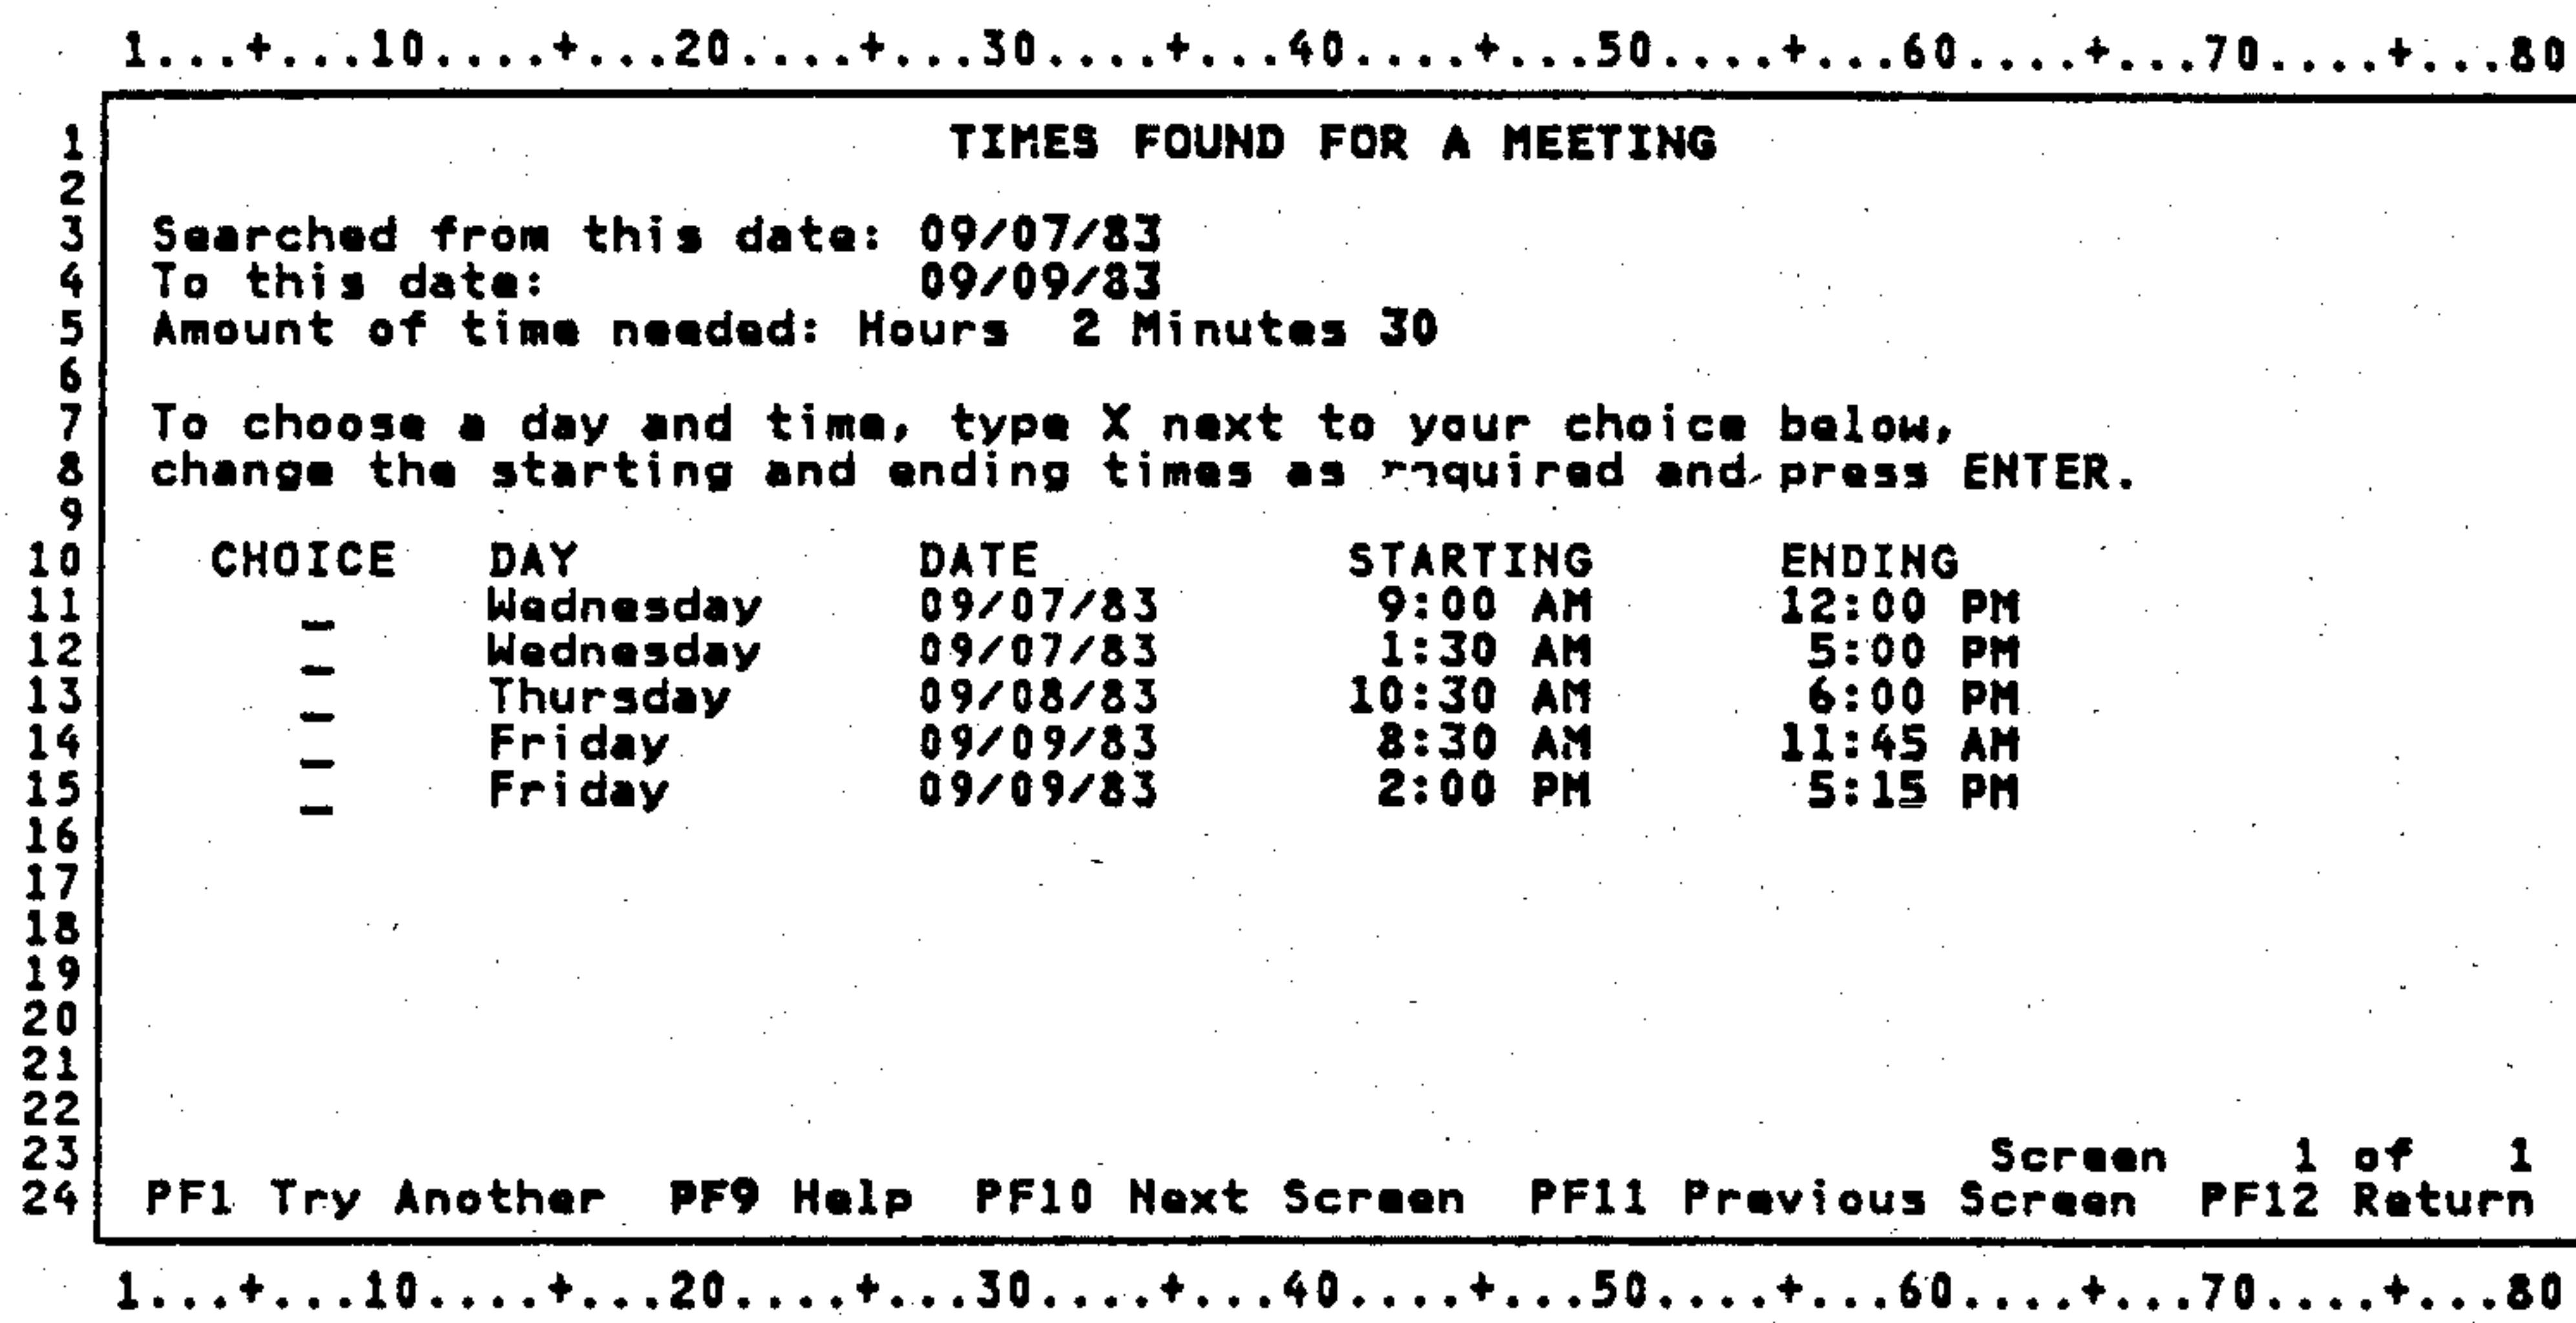 1...+...10....+...20....+...30....+...40....+...50....+...60....+...70....+...80
1 TIMES FOUND FOR A MEETING
2
3 Searched from this date: 09/07/83
4 To this date: 09/09/83
5 Amount of time needed: Hours 2 Minutes 30
6
7 To choose a day and time, type X next to your choice below,
8 change the starting and ending times as required and press ENTER.
9
10 CHOICE DAY DATE STARTING ENDING
11 _ Wednesday 09/07/83 9:00 AM 12:00 PM
12 _ Wednesday 09/07/83 1:30 AM 5:00 PM
13 _ Thursday 09/08/83 10:30 AM 6:00 PM
14 _ Friday 09/09/83 8:30 AM 11:45 AM
15 _ Friday 09/09/83 2:00 PM 5:15 PM
16
17
18
19
20
21
22
23 Screen 1 of 1
24 PF1 Try Another PF9 Help PF10 Next Screen PF11 Previous Screen PF12 Return
1...+...10....+...20....+...30....+...40....+...50....+...60....+...70....+...80